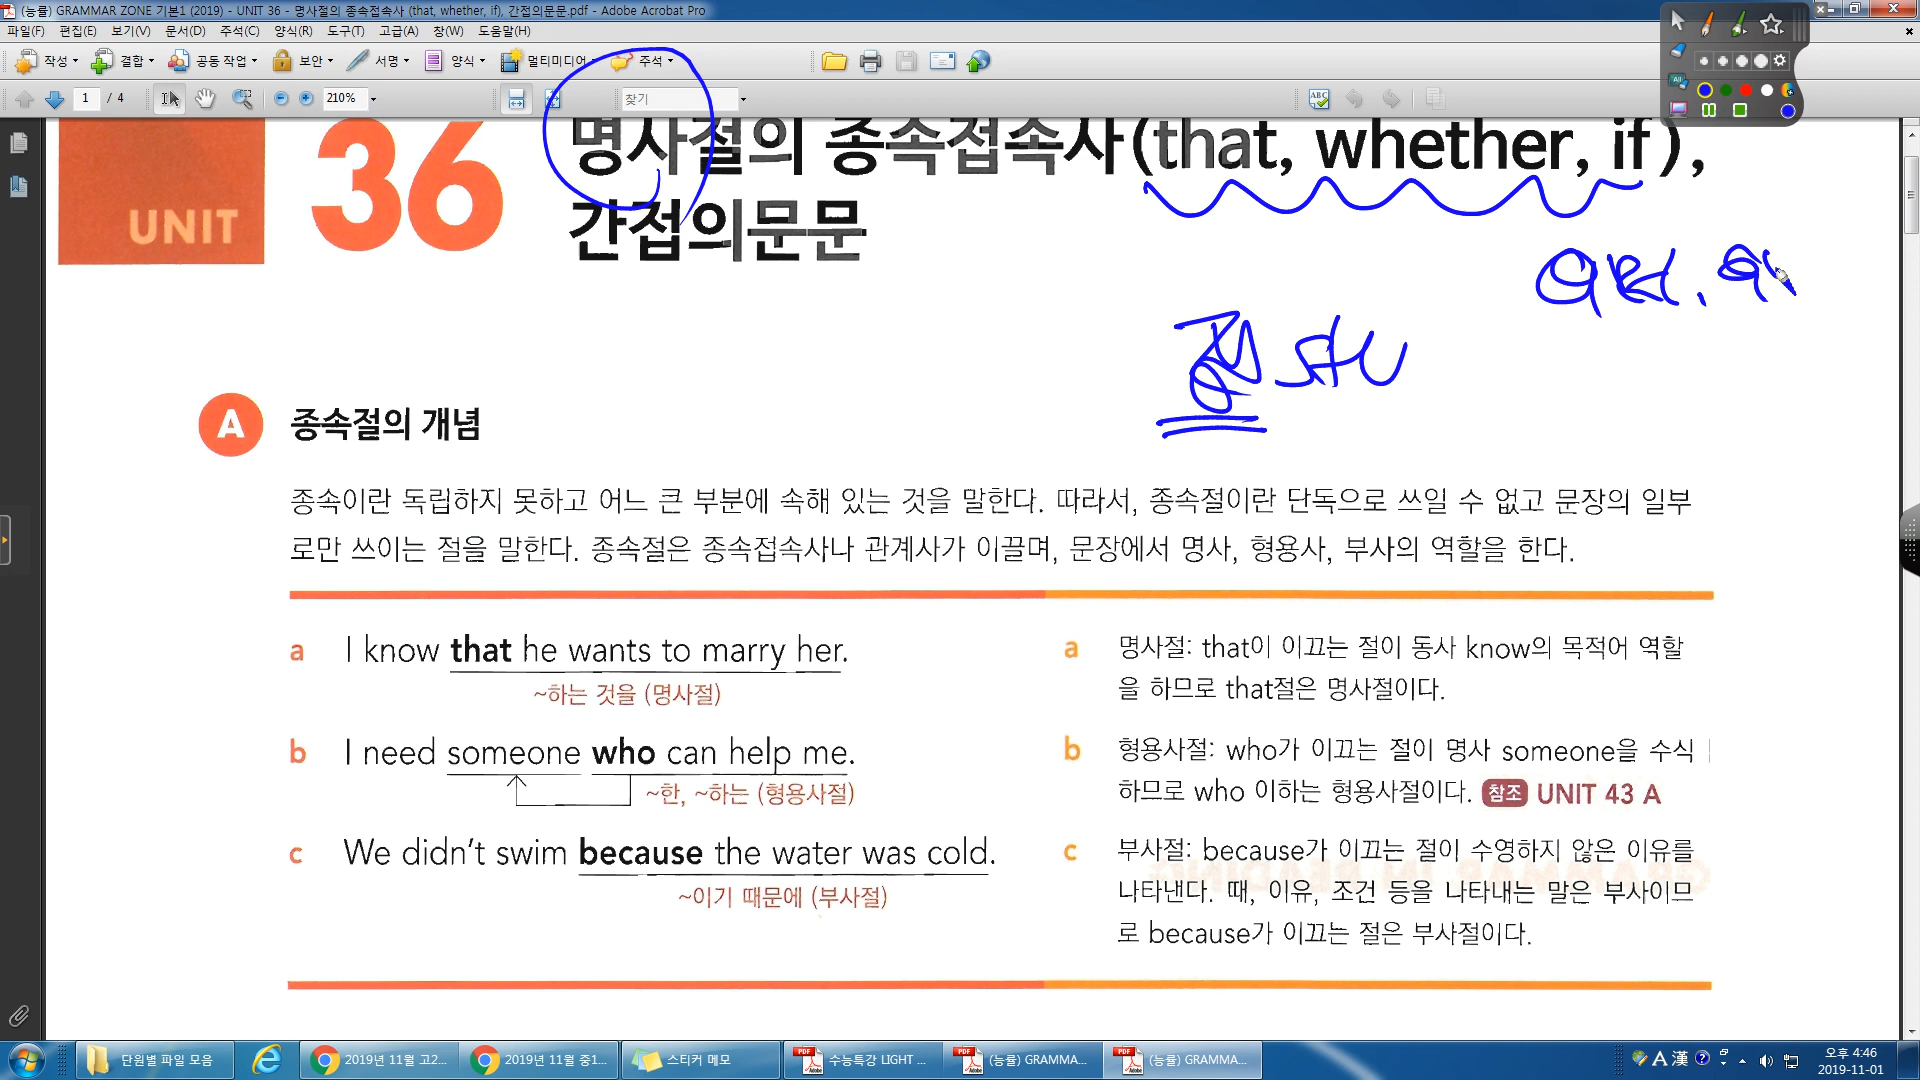 (능률) GRAMMAR ZONE 기본1 (2019) - UNIT 36 - 명사절의 종속접속사 (that, whether, if), 간접의문문.pdf - Adobe Acrobat Pro
파일(F) 편집(E) 보기(V) 문서(D) 주석(C) 양식(R) 도구(T) 고급(A) 창(W) 도움말(H)
작성 결합 공동 작업 보안 서명 양식 멀티미디어 주석
1 / 4 210% 찾기
UNIT 36 명사절의 종속접속사(that, whether, if),
간접의문문
A 종속절의 개념
종속이란 독립하지 못하고 어느 큰 부분에 속해 있는 것을 말한다. 따라서, 종속절이란 단독으로 쓰일 수 없고 문장의 일부
로만 쓰이는 절을 말한다. 종속절은 종속접속사나 관계사가 이끌며, 문장에서 명사, 형용사, 부사의 역할을 한다.
a I know that he wants to marry her.
~하는 것을 (명사절)
a 명사절: that이 이끄는 절이 동사 know의 목적어 역할
을 하므로 that절은 명사절이다.
b I need someone who can help me.
~한, ~하는 (형용사절)
b 형용사절: who가 이끄는 절이 명사 someone을 수식
하므로 who 이하는 형용사절이다. 참조 UNIT 43 A
c We didn't swim because the water was cold.
~이기 때문에 (부사절)
c 부사절: because가 이끄는 절이 수영하지 않은 이유를
나타낸다. 때, 이유, 조건 등을 나타내는 말은 부사이므
로 because가 이끄는 절은 부사절이다.
단원별 파일 모음 2019년 11월 고2... 2019년 11월 중1... 스티커 메모 수능특강 LIGHT ... (능률) GRAMMA... (능률) GRAMMA...
A 漢
오후 4:46
2019-11-01